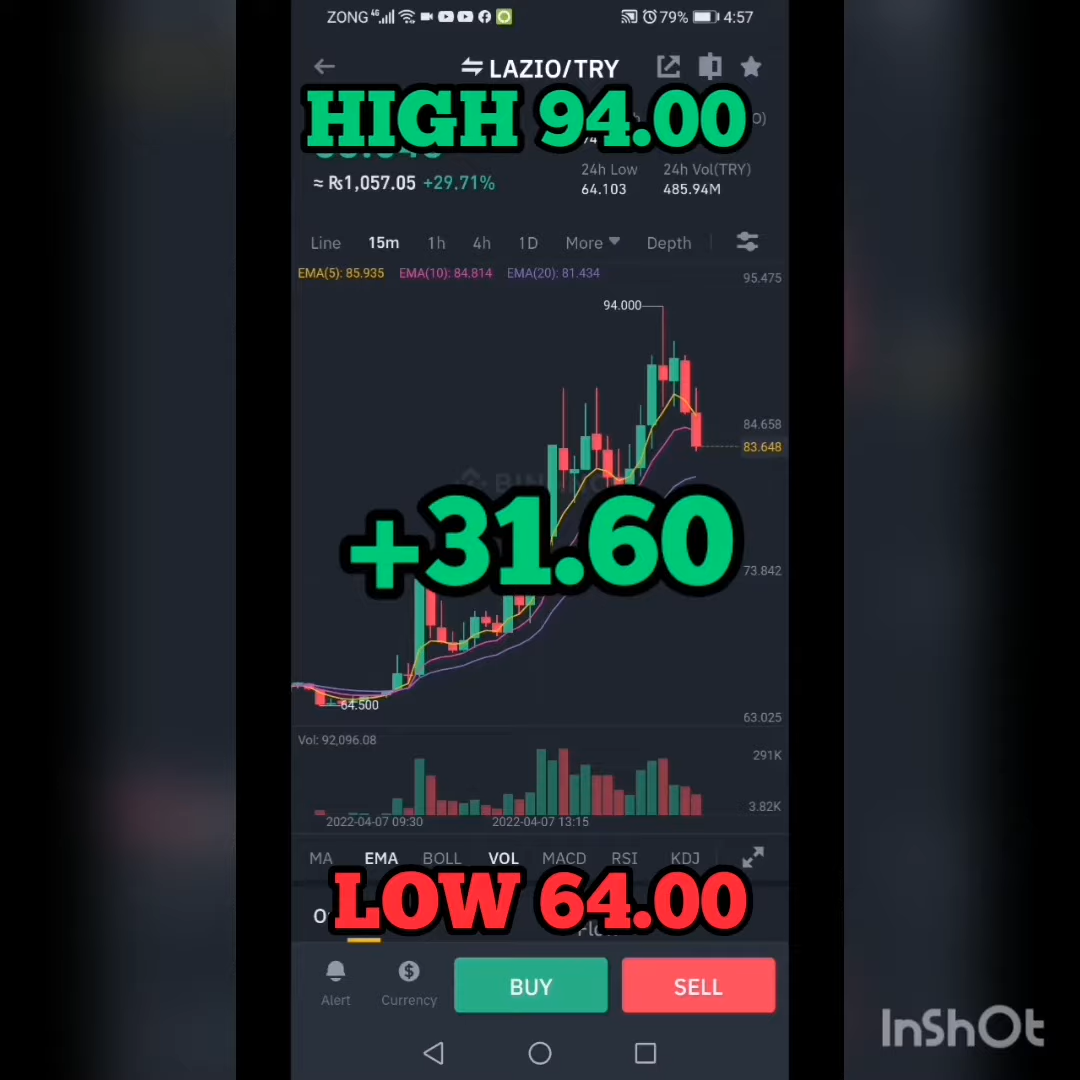 ZONG 4G 79% 4:57
LAZIO/TRY
HIGH 94.00
24h Low 24h Vol(TRY)
≈ ₨1,057.05 +29.71% 64.103 485.94M
Line 15m 1h 4h 1D More Depth
EMA(5): 85.935 EMA(10): 84.814 EMA(20): 81.434
95.475
94.000
84.658
83.648
+31.60
73.842
64.500
63.025
Vol: 92,096.08
291K
3.82K
2022-04-07 09:30 2022-04-07 13:15
MA EMA BOLL VOL MACD RSI KDJ
LOW 64.00
BUY SELL
Alert Currency
InShOt